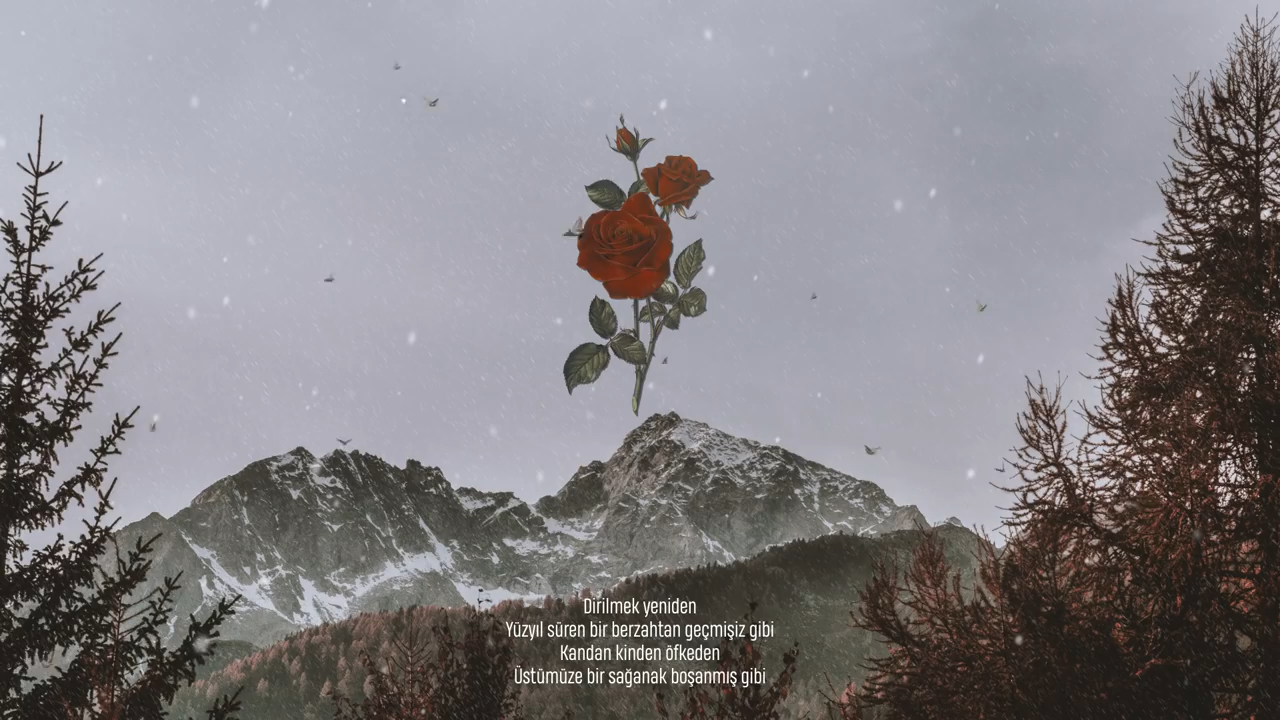 Dirilmek yeniden
Yüzyıl süren bir berzahtan geçmişiz gibi
Kandan kinden öfkeden
Üstümüze bir sağanak boşanmış gibi